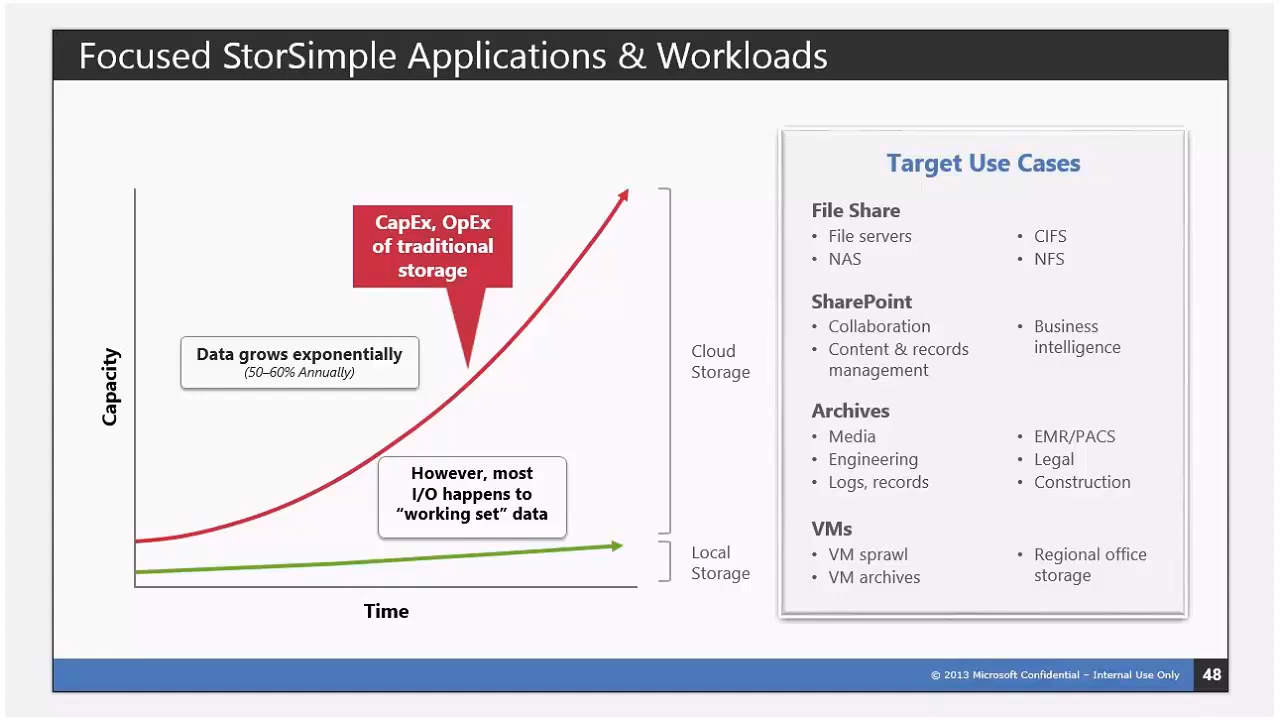 Focused StorSimple Applications & Workloads
CapEx, OpEx
of traditional
storage
Data grows exponentially
(50–60% Annually)
However, most
I/O happens to
“working set” data
Capacity
Time
Cloud
Storage
Local
Storage
Target Use Cases
File Share
• File servers
• NAS
• CIFS
• NFS
SharePoint
• Collaboration
• Content & records
management
• Business
intelligence
Archives
• Media
• Engineering
• Logs, records
• EMR/PACS
• Legal
• Construction
VMs
• VM sprawl
• VM archives
• Regional office
storage
© 2013 Microsoft Confidential – Internal Use Only
48